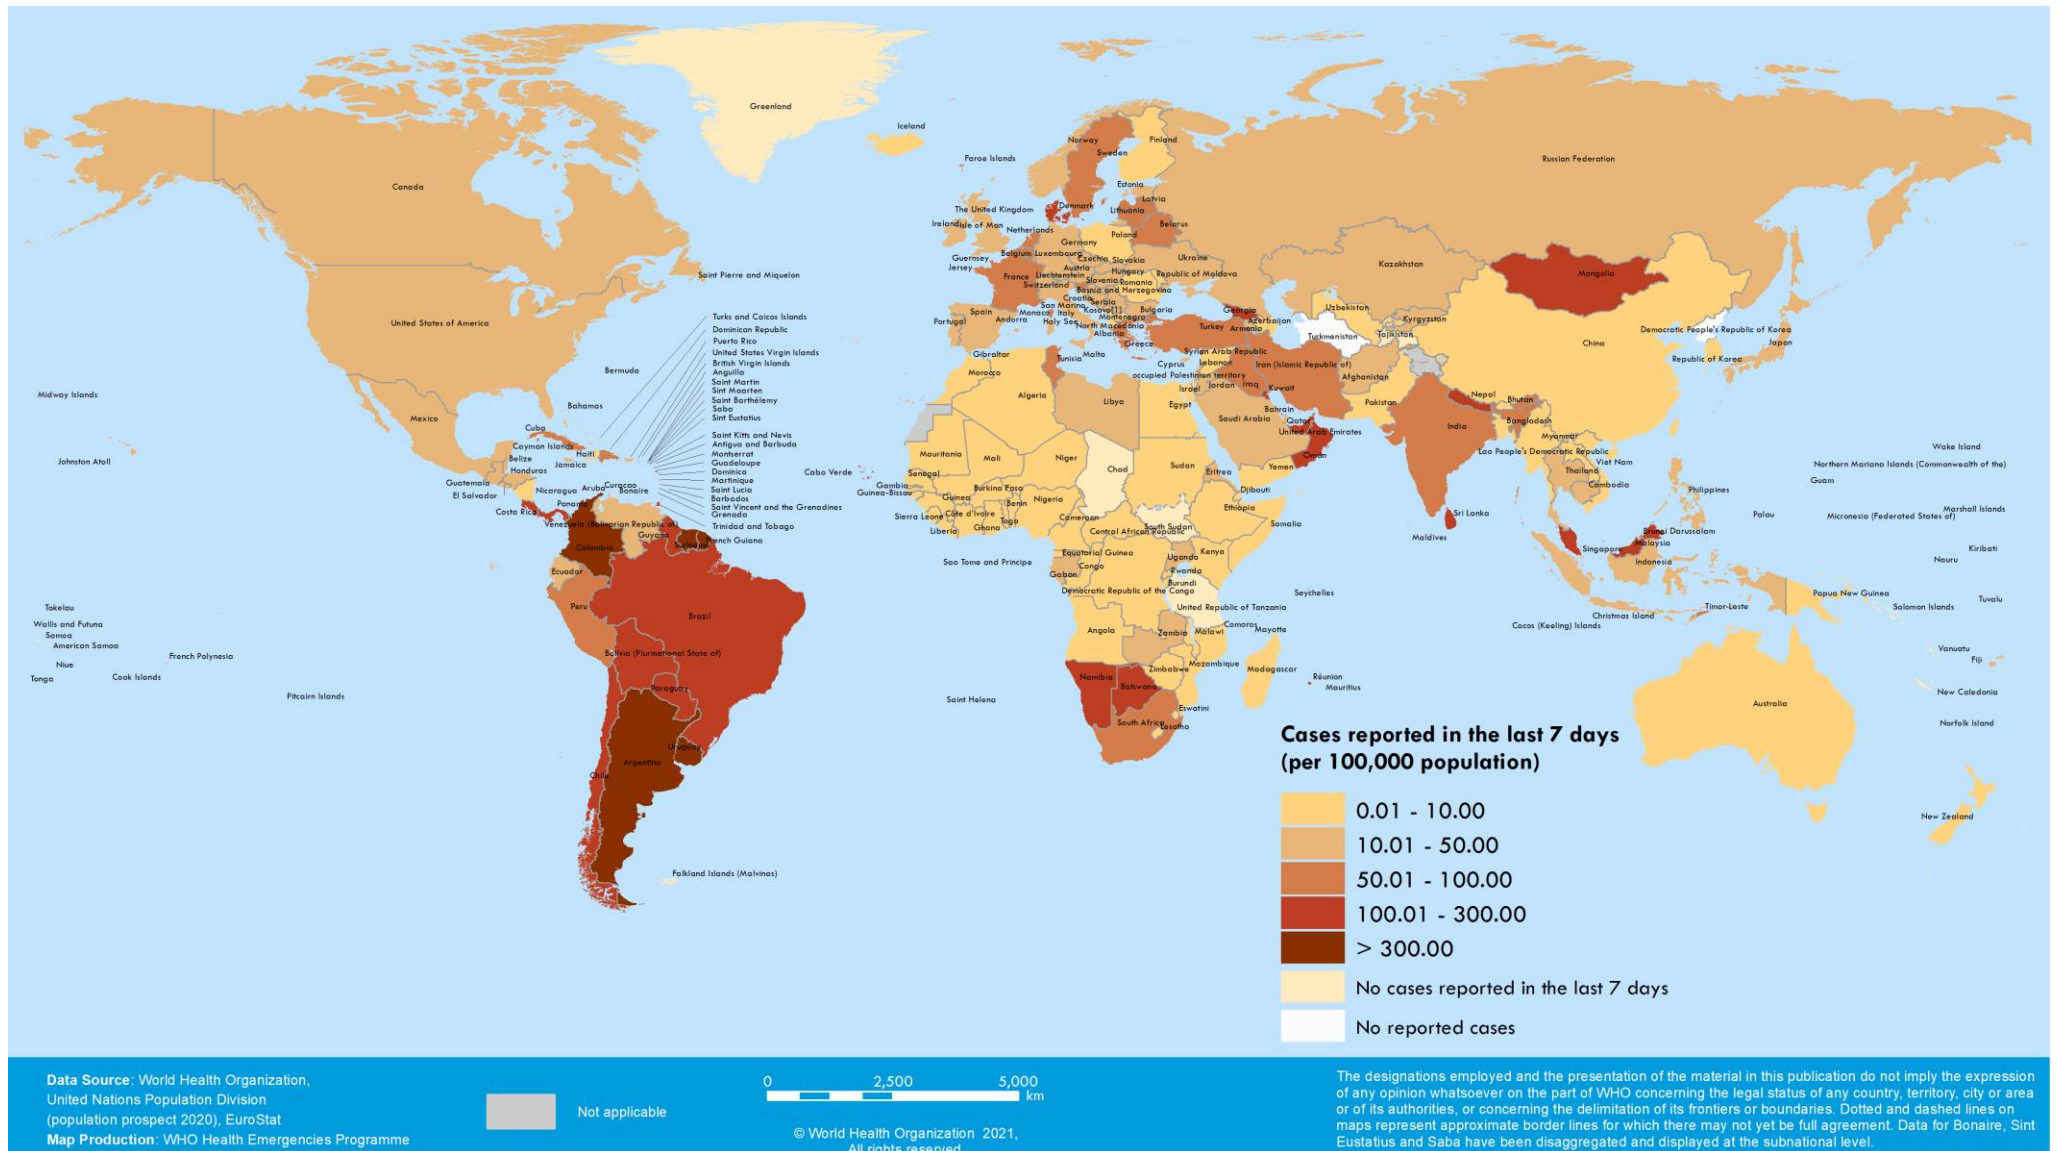 Greenland
Iceland
Faroe Islands
Norway
Sweden
Finland
Russian Federation
Canada
Estonia
Latvia
Lithuania
Denmark
The United Kingdom
Ireland
Isle of Man
Netherlands
Belarus
Poland
Germany
Belgium
Luxembourg
Czechia
Slovakia
Ukraine
Guernsey
Jersey
France
Austria
Liechtenstein
Switzerland
Hungary
Slovenia
Romania
Republic of Moldova
Bosnia and Herzegovina
Croatia
Serbia
San Marino
Monaco
Italy
Kosovo[1]
Montenegro
Bulgaria
Holy See
North Macedonia
Albania
Greece
Spain
Andorra
Portugal
Gibraltar
Malta
Tunisia
Turkey
Georgia
Armenia
Azerbaijan
Kazakhstan
Uzbekistan
Kyrgyzstan
Turkmenistan
Tajikistan
Mongolia
China
Democratic People's Republic of Korea
Republic of Korea
Japan
Saint Pierre and Miquelon
United States of America
Turks and Caicos Islands
Dominican Republic
Puerto Rico
United States Virgin Islands
British Virgin Islands
Anguilla
Saint Martin
Sint Maarten
Saint Barthélemy
Saba
Sint Eustatius
Saint Kitts and Nevis
Antigua and Barbuda
Montserrat
Guadeloupe
Dominica
Martinique
Saint Lucia
Barbados
Saint Vincent and the Grenadines
Grenada
Trinidad and Tobago
Bermuda
Bahamas
Midway Islands
Johnston Atoll
Mexico
Cuba
Cayman Islands
Haiti
Jamaica
Belize
Honduras
Guatemala
El Salvador
Nicaragua
Aruba
Curacao
Bonaire
Costa Rica
Panama
Venezuela (Bolivarian Republic of)
Guyana
Suriname
French Guiana
Colombia
Ecuador
Peru
Brazil
Bolivia (Plurinational State of)
Paraguay
Uruguay
Argentina
Chile
Falkland Islands (Malvinas)
Cyprus
Syrian Arab Republic
Lebanon
occupied Palestinian territory
Israel
Jordan
Iraq
Iran (Islamic Republic of)
Kuwait
Afghanistan
Pakistan
Bahrain
Qatar
United Arab Emirates
Saudi Arabia
Oman
Yemen
Nepal
Bhutan
Bangladesh
India
Myanmar
Lao People's Democratic Republic
Thailand
Viet Nam
Cambodia
Philippines
Sri Lanka
Maldives
Singapore
Brunei Darussalam
Malaysia
Indonesia
Timor-Leste
Christmas Island
Cocos (Keeling) Islands
Papua New Guinea
Solomon Islands
Palau
Wake Island
Northern Mariana Islands (Commonwealth of the)
Guam
Marshall Islands
Micronesia (Federated States of)
Kiribati
Nauru
Tuvalu
Vanuatu
Fiji
New Caledonia
Norfolk Island
Australia
New Zealand
Morocco
Algeria
Libya
Egypt
Cabo Verde
Mauritania
Mali
Niger
Chad
Sudan
Eritrea
Senegal
Gambia
Guinea-Bissau
Guinea
Burkina Faso
Benin
Nigeria
Sierra Leone
Côte d'Ivoire
Togo
Ghana
Liberia
Cameroon
Central African Republic
South Sudan
Djibouti
Ethiopia
Somalia
Equatorial Guinea
Sao Tome and Principe
Gabon
Congo
Uganda
Kenya
Rwanda
Burundi
Democratic Republic of the Congo
United Republic of Tanzania
Seychelles
Comoros
Mayotte
Angola
Zambia
Malawi
Mozambique
Madagascar
Zimbabwe
Namibia
Botswana
Réunion
Mauritius
Eswatini
South Africa
Lesotho
Saint Helena
Tokelau
Wallis and Futuna
Samoa
American Samoa
Niue
Tonga
Cook Islands
French Polynesia
Pitcairn Islands
Cases reported in the last 7 days
(per 100,000 population)
0.01 - 10.00
10.01 - 50.00
50.01 - 100.00
100.01 - 300.00
> 300.00
No cases reported in the last 7 days
No reported cases
Data Source: World Health Organization,
United Nations Population Division
(population prospect 2020), EuroStat
Map Production: WHO Health Emergencies Programme
Not applicable
0 2,500 5,000
km
© World Health Organization 2021,
All rights reserved
The designations employed and the presentation of the material in this publication do not imply the expression
of any opinion whatsoever on the part of WHO concerning the legal status of any country, territory, city or area
or of its authorities, or concerning the delimitation of its frontiers or boundaries. Dotted and dashed lines on
maps represent approximate border lines for which there may not yet be full agreement. Data for Bonaire, Sint
Eustatius and Saba have been disaggregated and displayed at the subnational level.